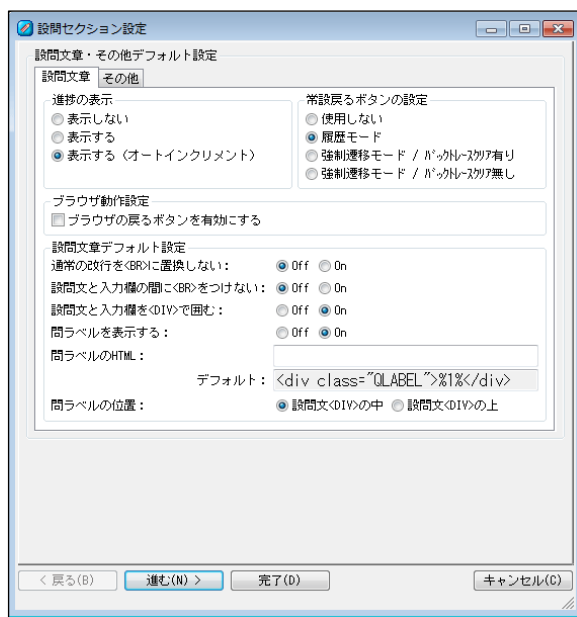 設問セクション設定
設問文章・その他デフォルト設定
設問文章 その他
進捗の表示
表示しない
表示する
表示する（オートインクリメント）
常設戻るボタンの設定
使用しない
履歴モード
強制遷移モード / ﾊﾞｯｸﾄﾚｰｽｸﾘｱ有り
強制遷移モード / ﾊﾞｯｸﾄﾚｰｽｸﾘｱ無し
ブラウザ動作設定
ブラウザの戻るボタンを有効にする
設問文章デフォルト設定
通常の改行を<BR>に置換しない： Off On
設問文と入力欄の間に<BR>をつけない： Off On
設問文と入力欄を<DIV>で囲む： Off On
問ラベルを表示する： Off On
問ラベルのHTML：
デフォルト： <div class="QLABEL">%1%</div>
問ラベルの位置： 設問文<DIV>の中 設問文<DIV>の上
< 戻る(B) 進む(N) > 完了(D) キャンセル(C)